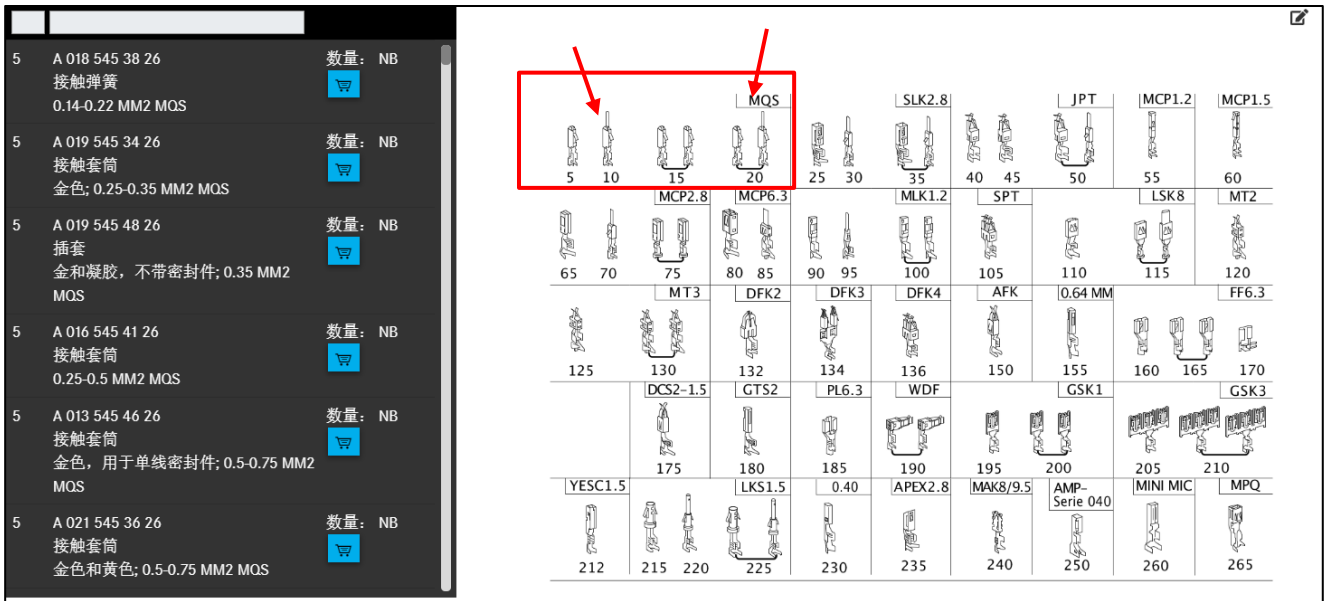 5 A 018 545 38 26 数量： NB
接触弹簧
0.14-0.22 MM2 MQS
5 A 019 545 34 26 数量： NB
接触套筒
金色; 0.25-0.35 MM2 MQS
5 A 019 545 48 26 数量： NB
插套
金和凝胶，不带密封件; 0.35 MM2
MQS
5 A 016 545 41 26 数量： NB
接触套筒
0.25-0.5 MM2 MQS
5 A 013 545 46 26 数量： NB
接触套筒
金色，用于单线密封件; 0.5-0.75 MM2
MQS
5 A 021 545 36 26 数量： NB
接触套筒
金色和黄色; 0.5-0.75 MM2 MQS
MQS SLK2.8 JPT MCP1.2 MCP1.5
5 10 15 20 25 30 35 40 45 50 55 60
MCP2.8 MCP6.3 MLK1.2 SPT LSK8 MT2
65 70 75 80 85 90 95 100 105 110 115 120
MT3 DFK2 DFK3 DFK4 AFK 0.64 MM FF6.3
125 130 132 134 136 150 155 160 165 170
DCS2-1.5 GTS2 PL6.3 WDF GSK1 GSK3
175 180 185 190 195 200 205 210
YESC1.5 LKS1.5 0.40 APEX2.8 MAK8/9.5 AMP-
Serie 040 MINI MIC MPQ
212 215 220 225 230 235 240 250 260 265